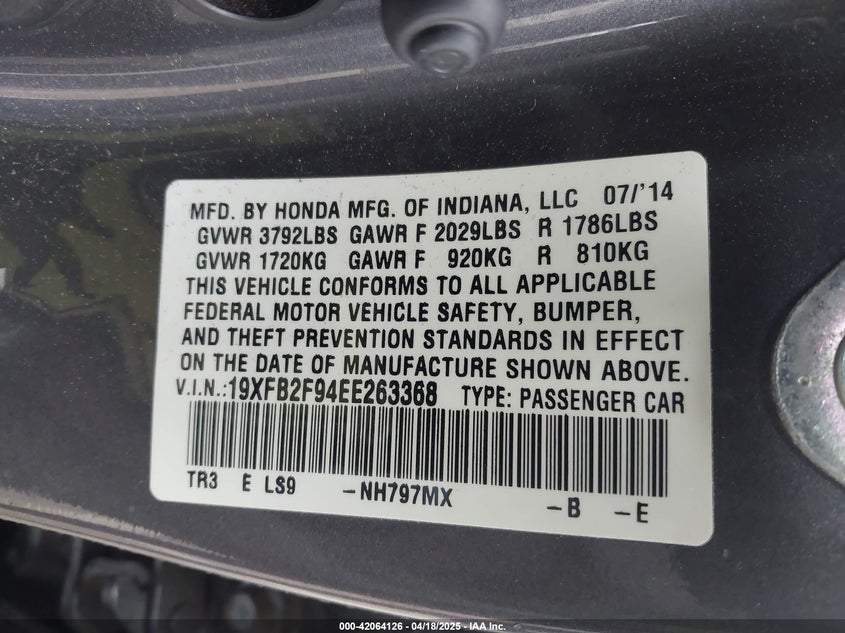 MFD. BY HONDA MFG. OF INDIANA, LLC 07/'14
GVWR 3792LBS GAWR F 2029LBS R 1786LBS
GVWR 1720KG GAWR F 920KG R 810KG
THIS VEHICLE CONFORMS TO ALL APPLICABLE
FEDERAL MOTOR VEHICLE SAFETY, BUMPER,
AND THEFT PREVENTION STANDARDS IN EFFECT
ON THE DATE OF MANUFACTURE SHOWN ABOVE.
V.I.N.:19XFB2F94EE263368 TYPE: PASSENGER CAR
TR3 E LS9 -NH797MX -B -E
000-42064126 - 04/18/2025 - IAA Inc.